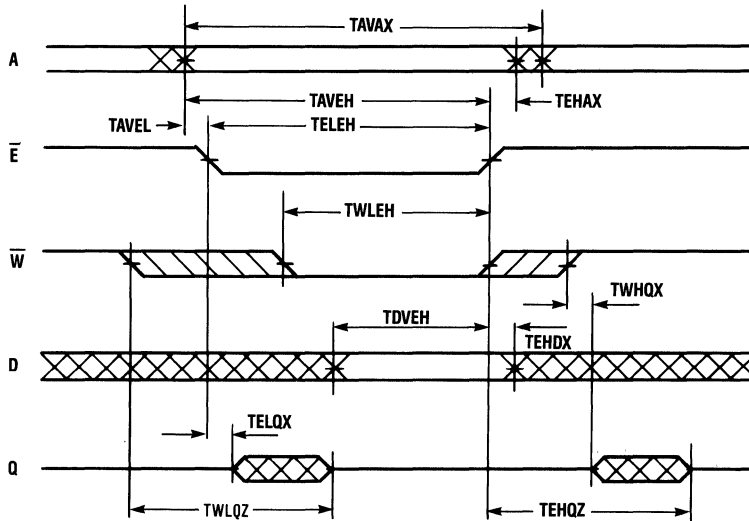 TAVAX
A
TAVEH
TEHAX
TAVEL
TELEH
E̅
TWLEH
W̅
TWHQX
TDVEH
TEHDX
D
TELQX
Q
TWLQZ
TEHQZ